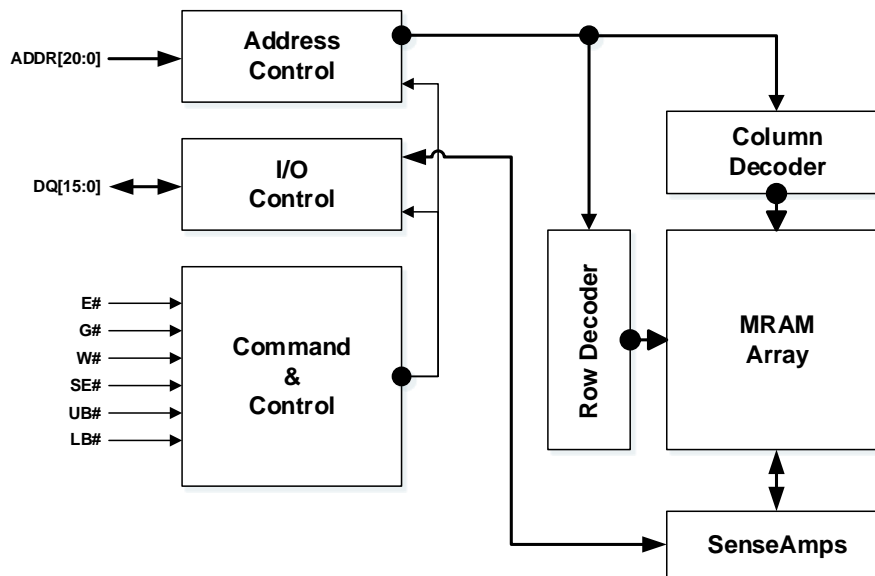 ADDR[20:0]
Address
Control
DQ[15:0]
I/O
Control
Column
Decoder
Row Decoder
MRAM
Array
E#
G#
W#
SE#
UB#
LB#
Command
&
Control
SenseAmps